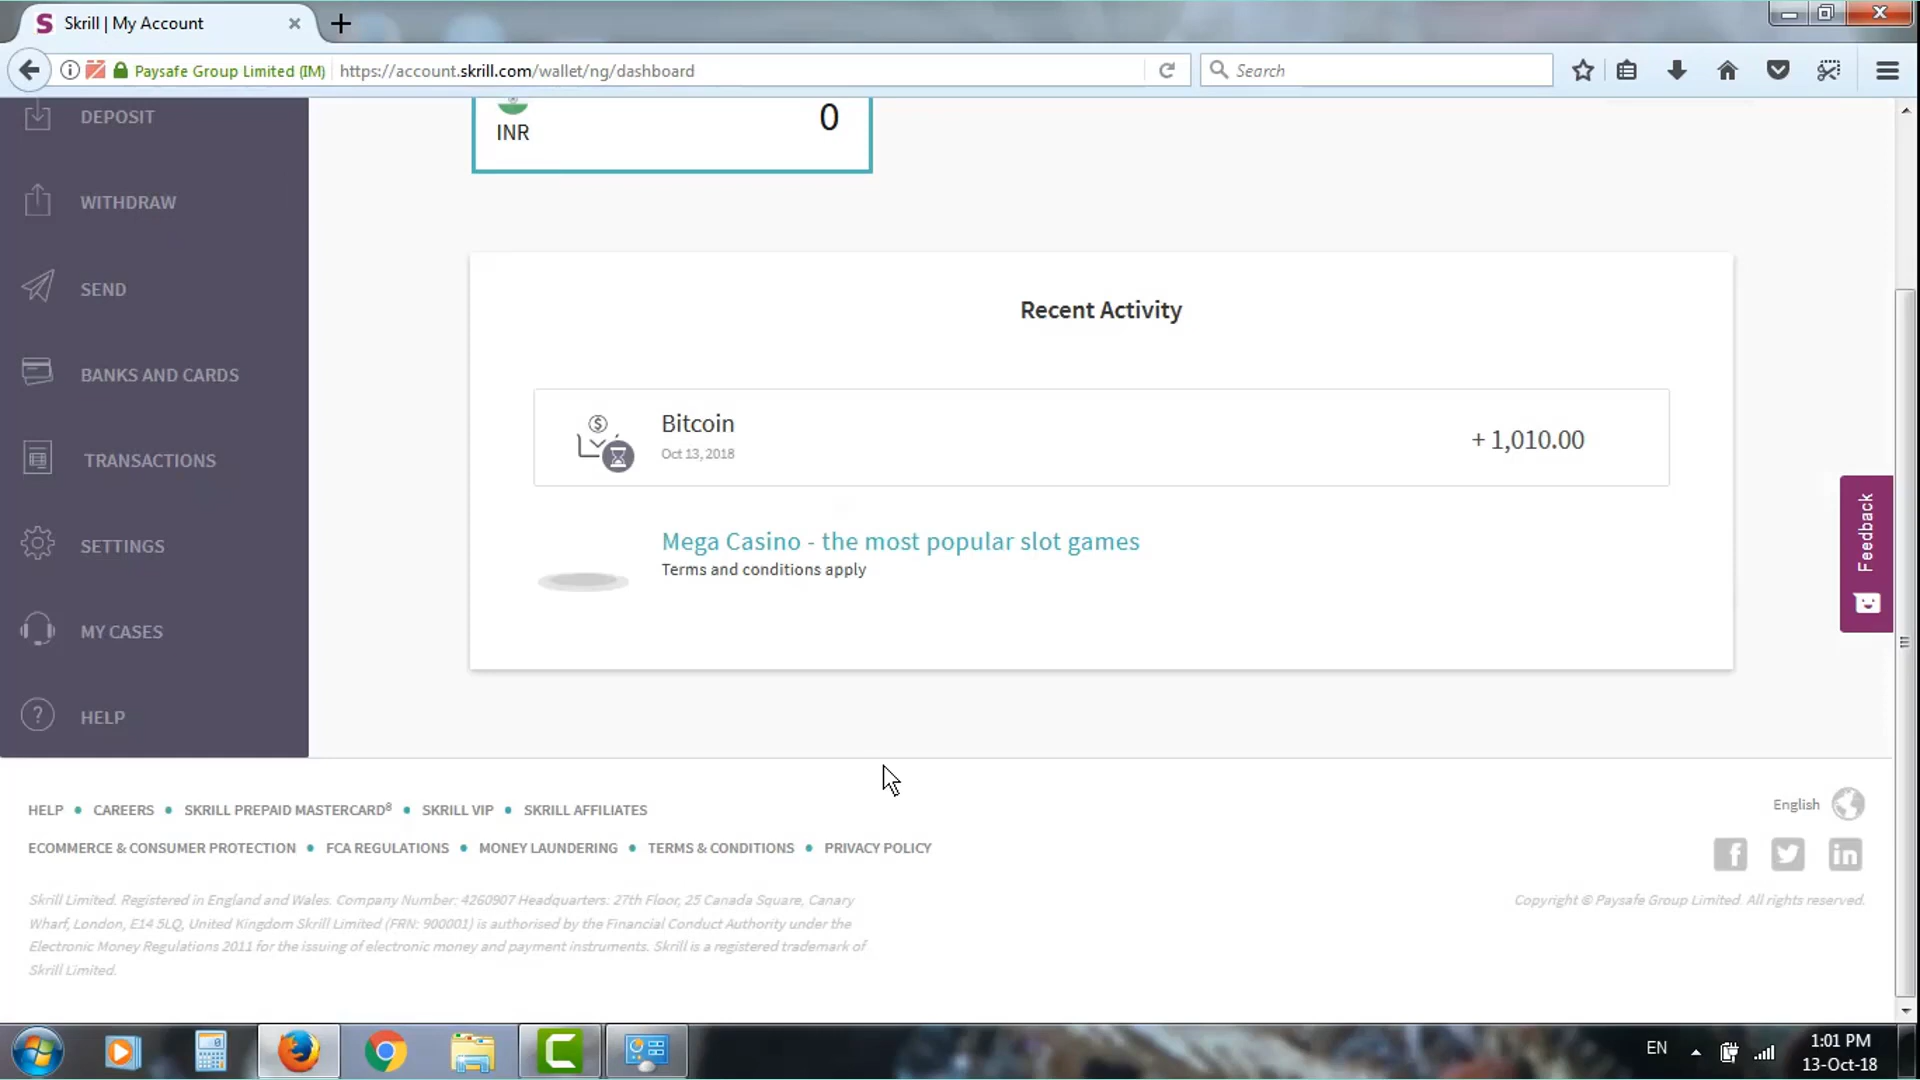 Skrill | My Account
Paysafe Group Limited (IM)
https://account.skrill.com/wallet/ng/dashboard
Search
DEPOSIT
WITHDRAW
SEND
BANKS AND CARDS
TRANSACTIONS
SETTINGS
MY CASES
HELP
INR
0
Recent Activity
Bitcoin
Oct 13, 2018
+ 1,010.00
Mega Casino - the most popular slot games
Terms and conditions apply
Feedback
HELP • CAREERS • SKRILL PREPAID MASTERCARD® • SKRILL VIP • SKRILL AFFILIATES
ECOMMERCE & CONSUMER PROTECTION • FCA REGULATIONS • MONEY LAUNDERING • TERMS & CONDITIONS • PRIVACY POLICY
English
Skrill Limited. Registered in England and Wales. Company Number: 4260907 Headquarters: 27th Floor, 25 Canada Square, Canary
Wharf, London, E14 5LQ, United Kingdom Skrill Limited (FRN: 900001) is authorised by the Financial Conduct Authority under the
Electronic Money Regulations 2011 for the issuing of electronic money and payment instruments. Skrill is a registered trademark of
Skrill Limited.
Copyright © Paysafe Group Limited. All rights reserved.
EN
1:01 PM
13-Oct-18